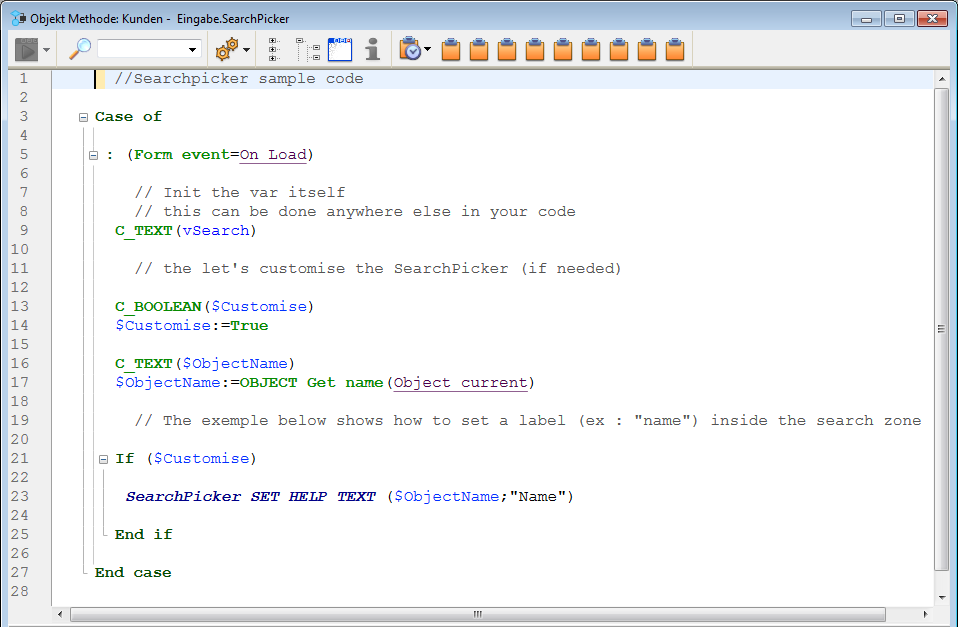 Objekt Methode: Kunden - Eingabe.SearchPicker
1 //Searchpicker sample code
2
3 Case of
4
5 : (Form event=On Load)
6
7 // Init the var itself
8 // this can be done anywhere else in your code
9 C_TEXT(vSearch)
10
11 // the let's customise the SearchPicker (if needed)
12
13 C_BOOLEAN($Customise)
14 $Customise:=True
15
16 C_TEXT($ObjectName)
17 $ObjectName:=OBJECT Get name(Object current)
18
19 // The exemple below shows how to set a label (ex : "name") inside the search zone
20
21 If ($Customise)
22
23 SearchPicker SET HELP TEXT ($ObjectName;"Name")
24
25 End if
26
27 End case
28